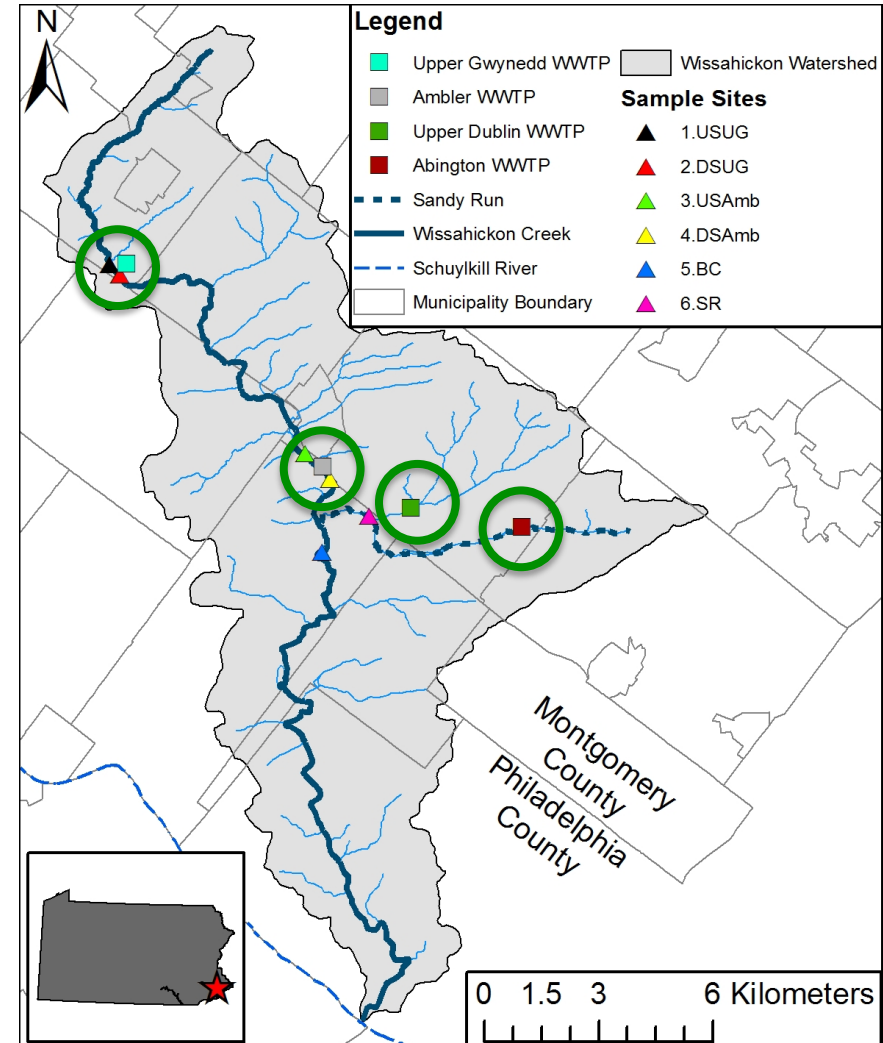 N
Legend
Upper Gwynedd WWTP
Ambler WWTP
Upper Dublin WWTP
Abington WWTP
Sandy Run
Wissahickon Creek
Schuylkill River
Municipality Boundary
Wissahickon Watershed
Sample Sites
1.USUG
2.DSUG
3.USAmb
4.DSAmb
5.BC
6.SR
Montgomery
County
Philadelphia
County
0 1.5 3 6 Kilometers